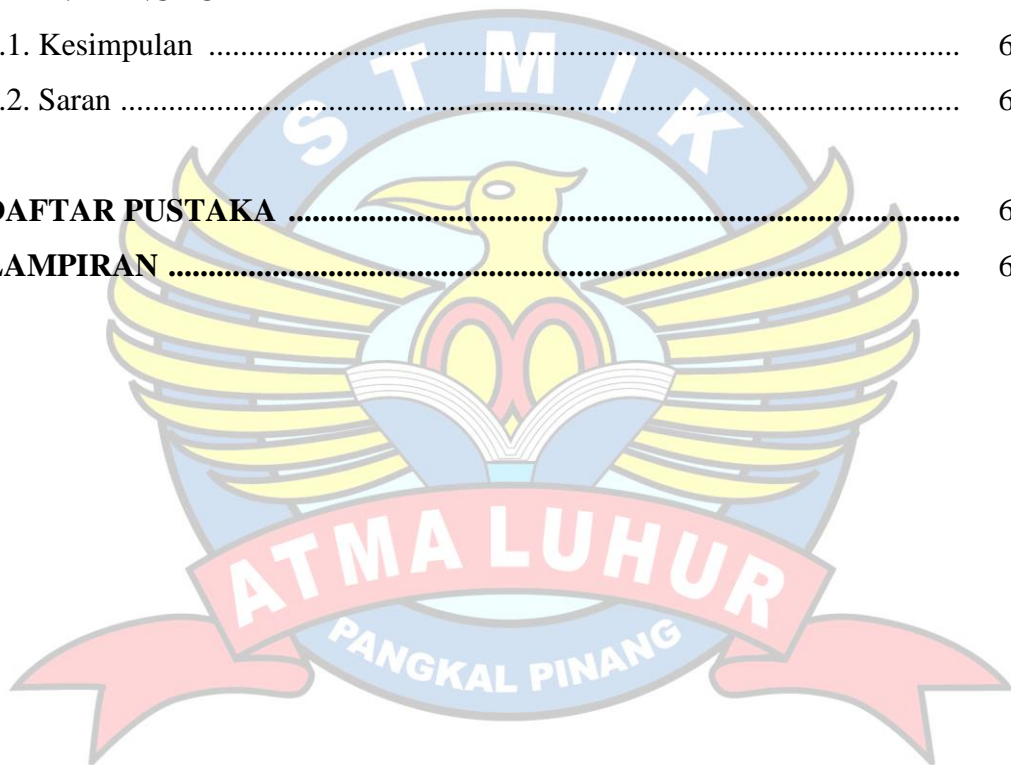 .1. Kesimpulan ........................................................................................... 6
.2. Saran ...................................................................................................... 6
DAFTAR PUSTAKA ................................................................................... 6
LAMPIRAN .................................................................................................. 6
STMIK
ATMA LUHUR
PANGKAL PINANG